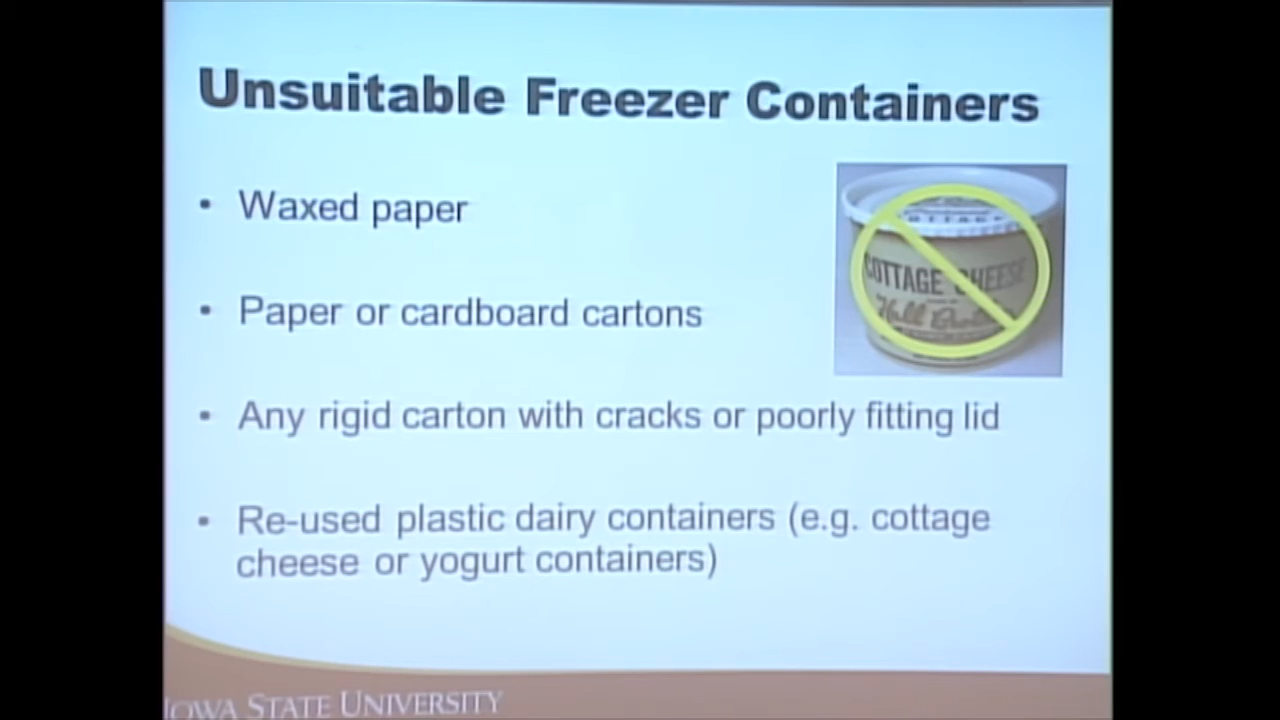 Unsuitable Freezer Containers
• Waxed paper
• Paper or cardboard cartons
• Any rigid carton with cracks or poorly fitting lid
• Re-used plastic dairy containers (e.g. cottage
cheese or yogurt containers)
COTTAGE CHEESE
IOWA STATE UNIVERSITY